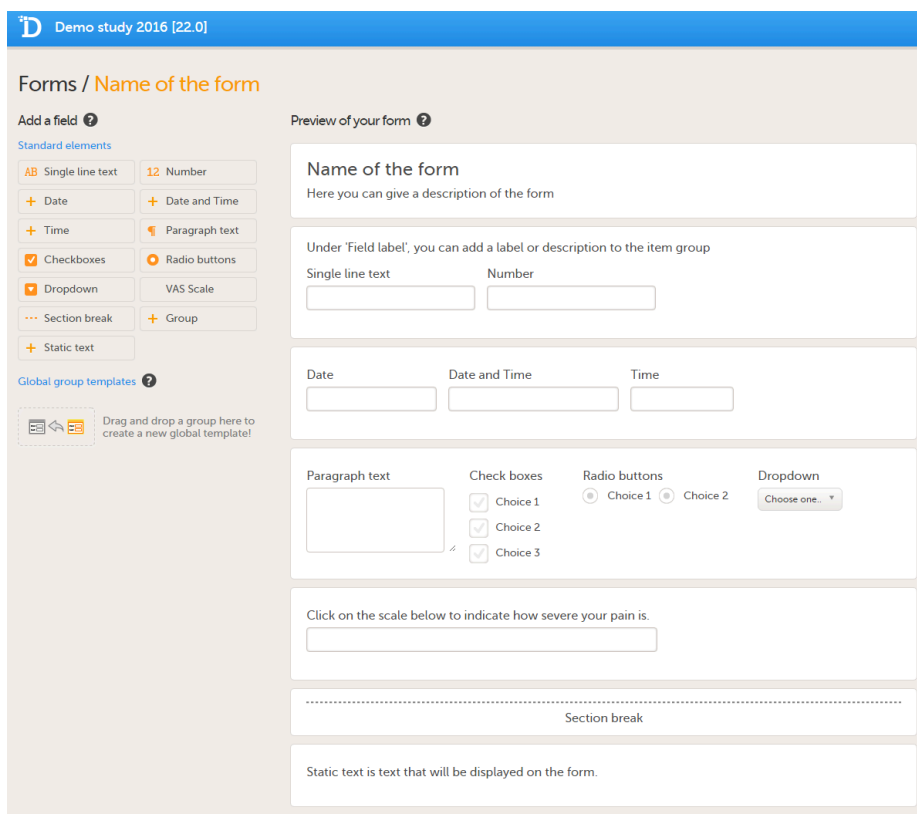 D Demo study 2016 [22.0]
Forms / Name of the form
Add a field ?
Standard elements
AB Single line text
12 Number
+ Date
+ Date and Time
+ Time
¶ Paragraph text
Checkboxes
Radio buttons
Dropdown
VAS Scale
--- Section break
+ Group
+ Static text
Global group templates ?
Drag and drop a group here to
create a new global template!
Preview of your form ?
Name of the form
Here you can give a description of the form
Under 'Field label', you can add a label or description to the item group
Single line text Number
Date Date and Time Time
Paragraph text Check boxes Radio buttons Dropdown
Choice 1 Choice 1 Choice 2 Choose one..
Choice 2
Choice 3
Click on the scale below to indicate how severe your pain is.
Section break
Static text is text that will be displayed on the form.